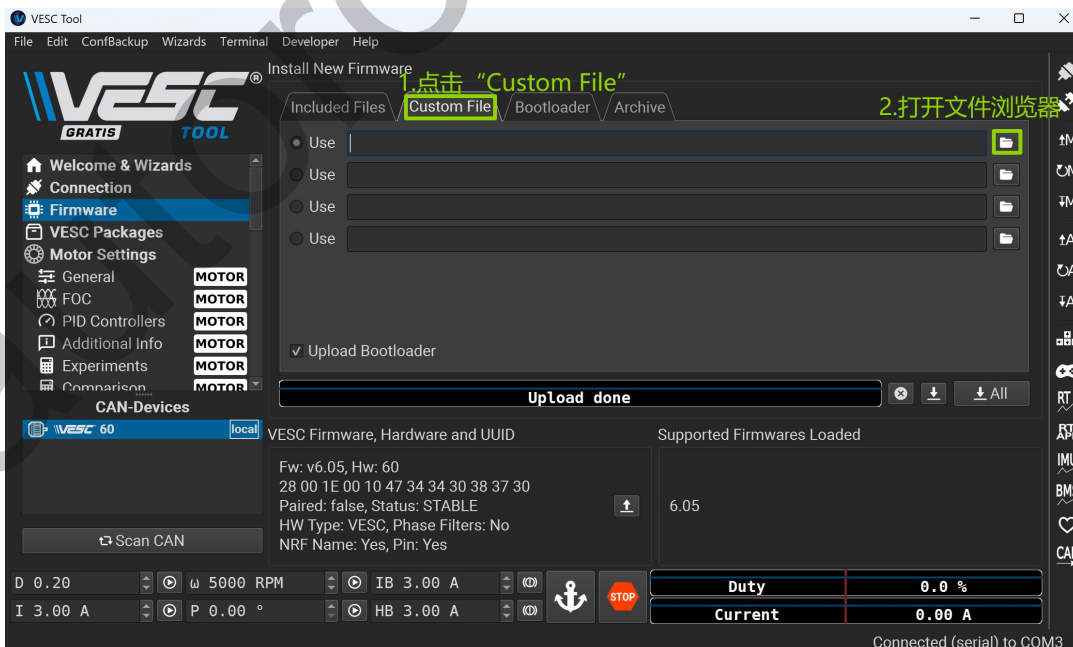 VESC Tool
File Edit ConfBackup Wizards Terminal Developer Help
VESC®
GRATIS TOOL
Install New Firmware
1.点击“Custom File”
Included Files Custom File Bootloader Archive
2.打开文件浏览器
Use
Use
Use
Use
Upload Bootloader
Upload done
All
Welcome & Wizards
Connection
Firmware
VESC Packages
Motor Settings
General MOTOR
FOC MOTOR
PID Controllers MOTOR
Additional Info MOTOR
Experiments MOTOR
Comparison MOTOR
CAN-Devices
VESC 60 local
Scan CAN
VESC Firmware, Hardware and UUID
Fw: v6.05, Hw: 60
28 00 1E 00 10 47 34 34 30 38 37 30
Paired: false, Status: STABLE
HW Type: VESC, Phase Filters: No
NRF Name: Yes, Pin: Yes
Supported Firmwares Loaded
6.05
RT
RT
IMU
D 0.20 ω 5000 RPM IB 3.00 A
I 3.00 A P 0.00 ° HB 3.00 A
STOP
Duty 0.0 %
Current 0.00 A
Connected (serial) to COM3